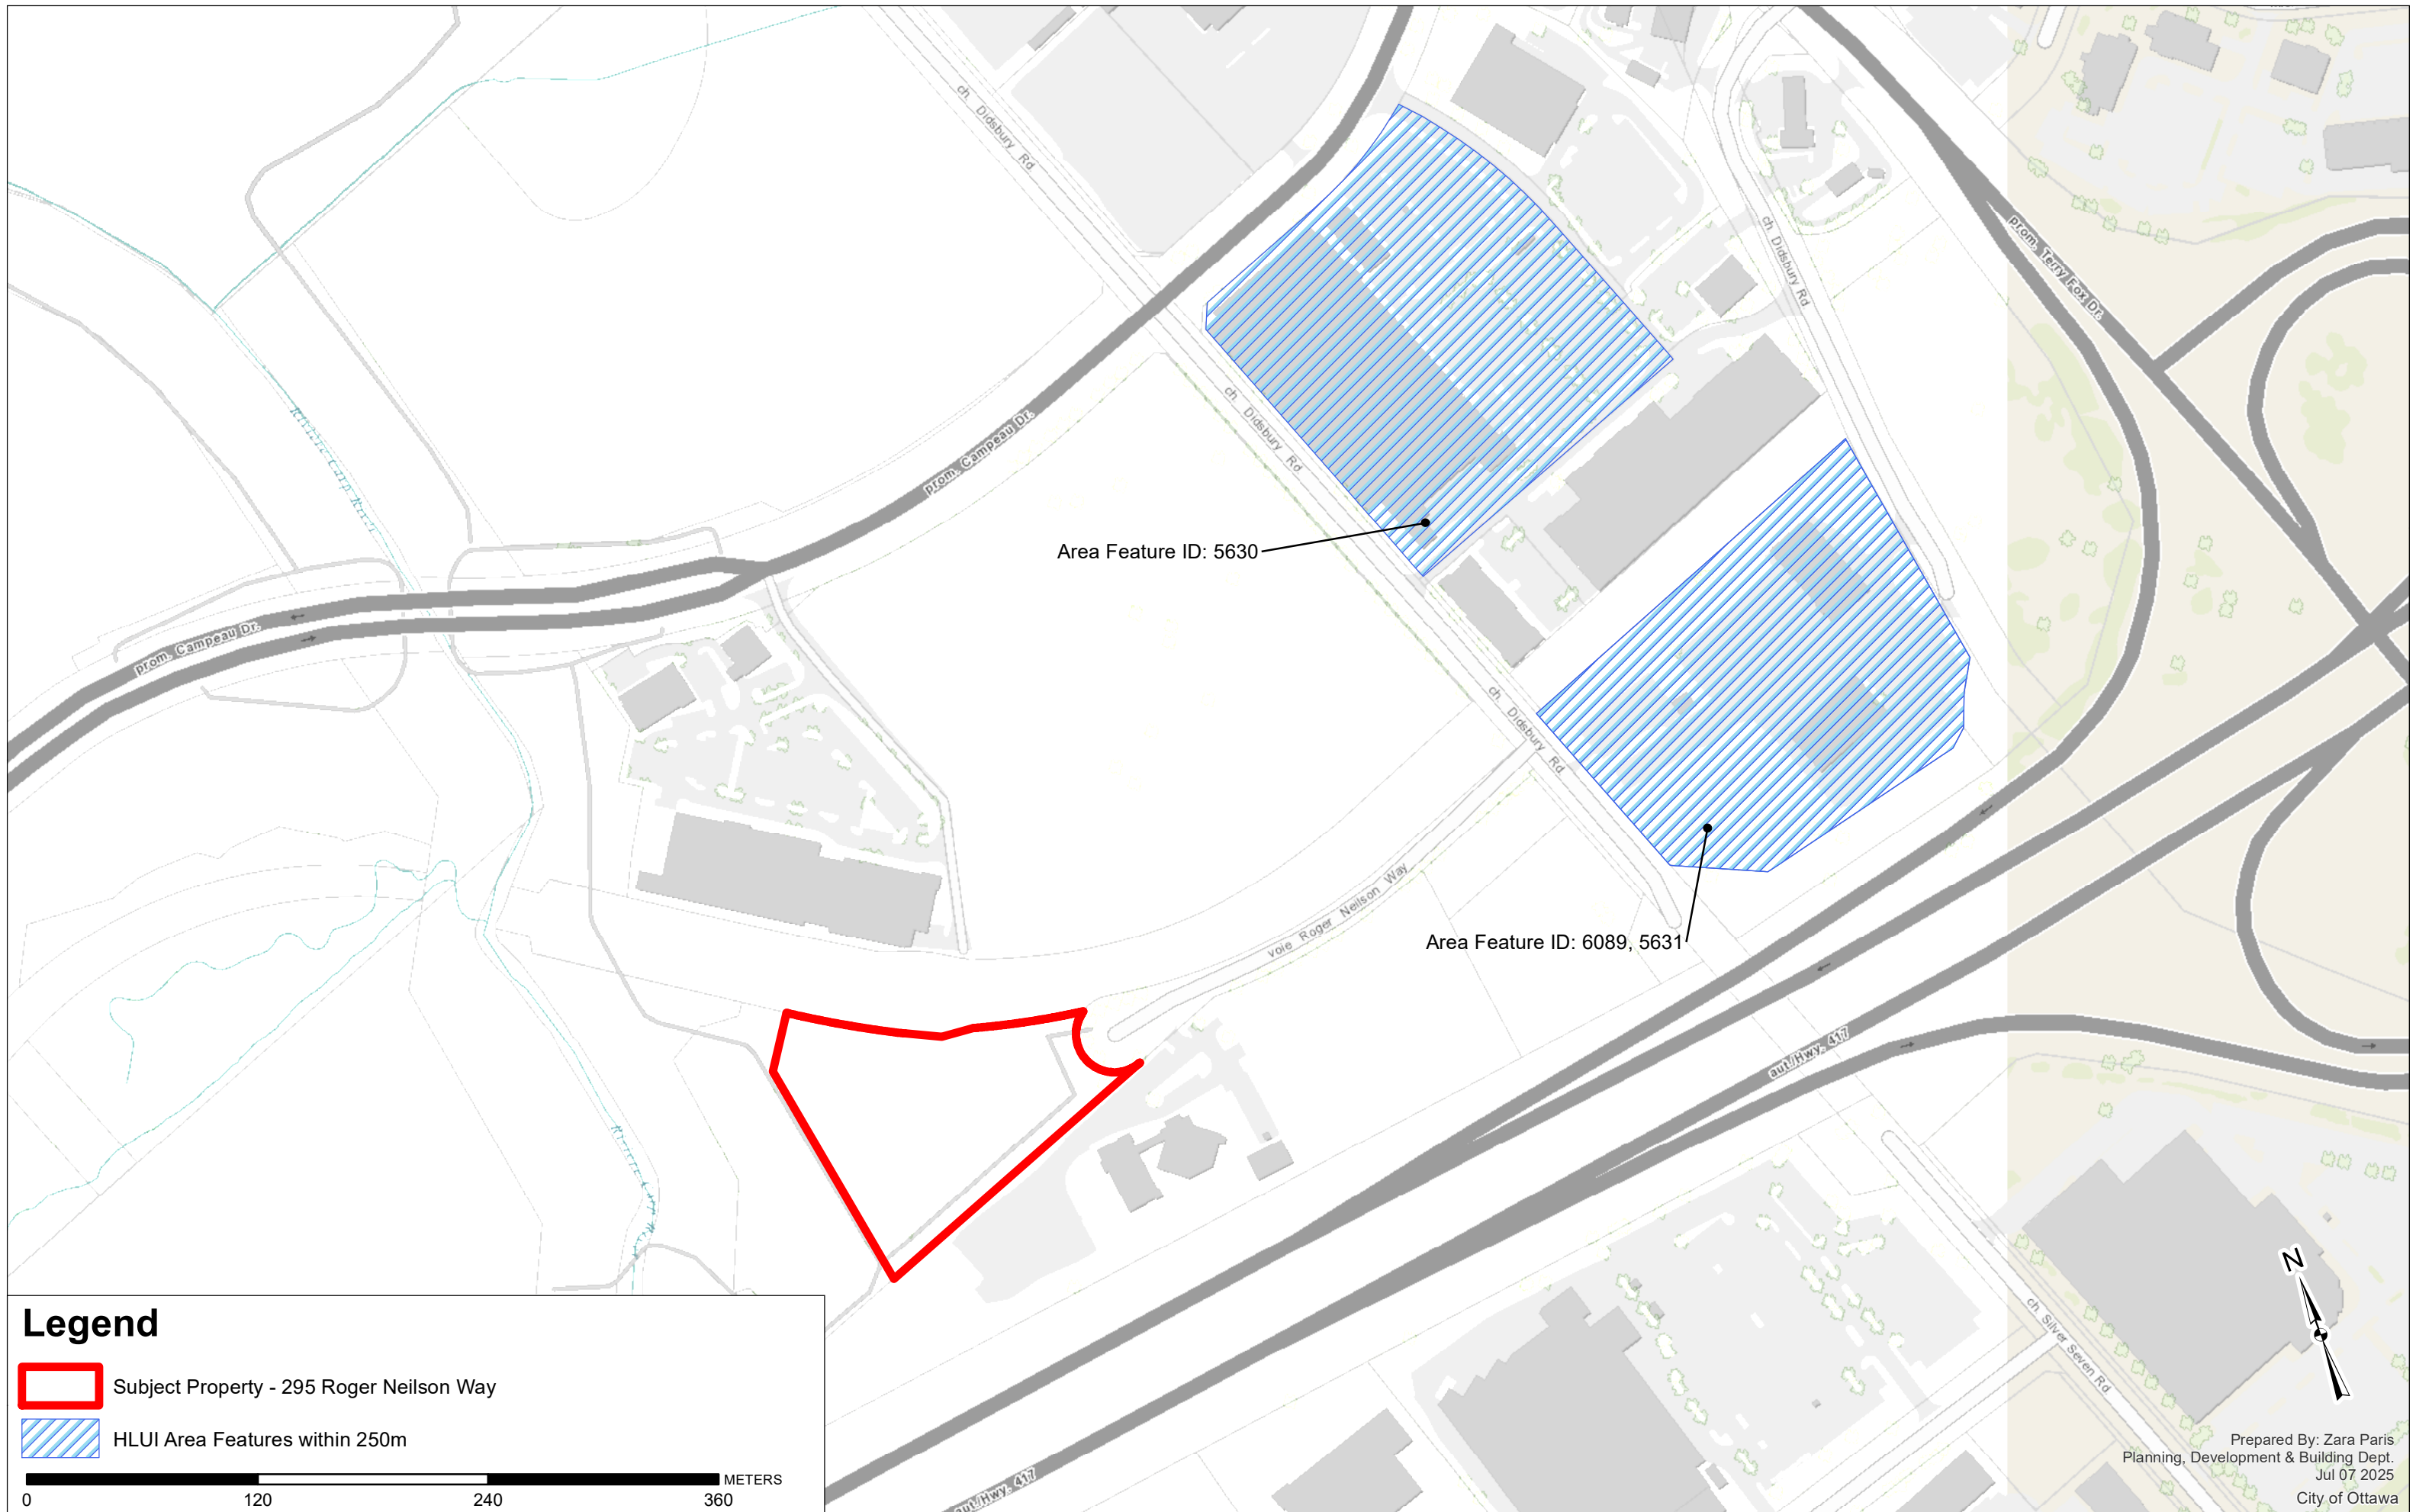 ch Didsbury Rd
ch Didsbury Rd
prom. Terry Fox Dr.
ch Didsbury Rd
prom. Campeau Dr.
Area Feature ID: 5630
prom. Campeau Dr.
ch Didsbury Rd
voie Roger Neilson Way
Area Feature ID: 6089, 5631
aut./Hwy. 417
ch Silver Seven Rd
aut./Hwy. 417
N
Legend
Subject Property - 295 Roger Neilson Way
HLUI Area Features within 250m
METERS
0 120 240 360
Prepared By: Zara Paris
Planning, Development & Building Dept.
Jul 07 2025
City of Ottawa